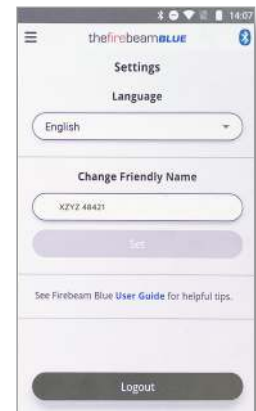 14:07
thefirebeamBLUE
Settings
Language
English
Change Friendly Name
XZYZ 48421
Set
See Firebeam Blue User Guide for helpful tips.
Logout